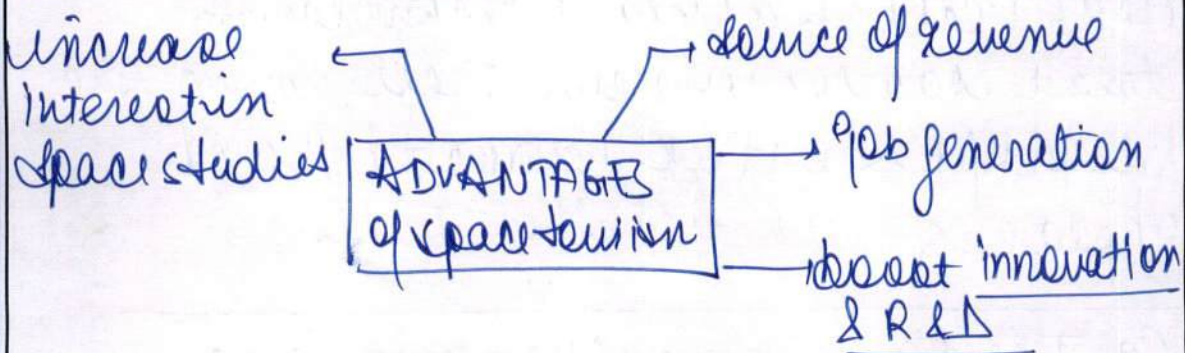 increase
Interest in
space studies
source of revenue
Job generation
ADVANTAGES
of space tourism
boost innovation
& R & D